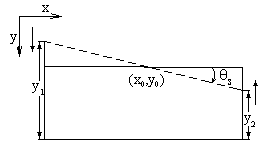 x
y
(x₀,y₀)
θ₃
y₁
y₂